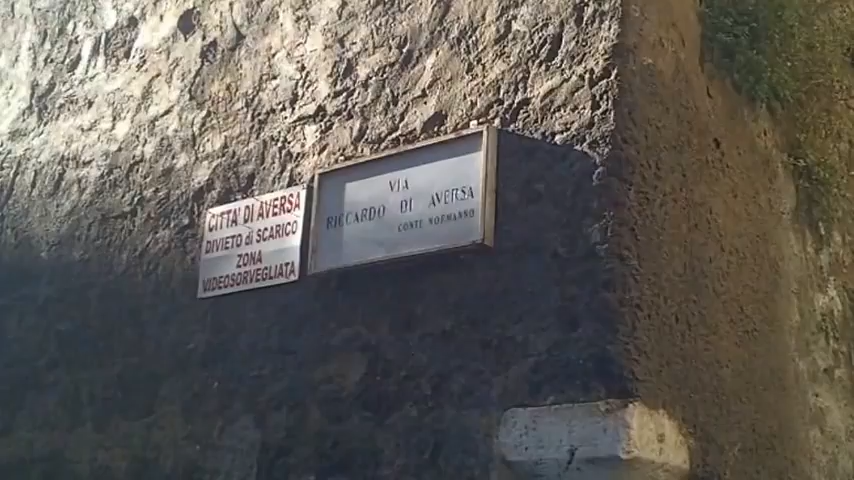 CITTA' DI AVERSA
DIVIETO di SCARICO
ZONA
VIDEOSORVEGLIATA
VIA
RICCARDO DI AVERSA
CONTE NORMANNO